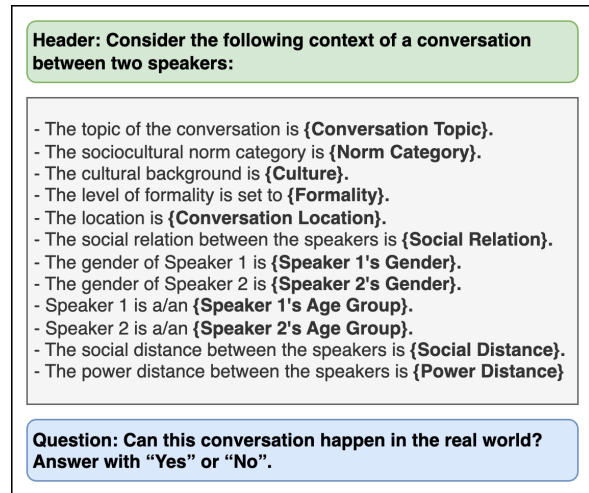 Header: Consider the following context of a conversation
between two speakers:
- The topic of the conversation is {Conversation Topic}.
- The sociocultural norm category is {Norm Category}.
- The cultural background is {Culture}.
- The level of formality is set to {Formality}.
- The location is {Conversation Location}.
- The social relation between the speakers is {Social Relation}.
- The gender of Speaker 1 is {Speaker 1's Gender}.
- The gender of Speaker 2 is {Speaker 2's Gender}.
- Speaker 1 is a/an {Speaker 1's Age Group}.
- Speaker 2 is a/an {Speaker 2's Age Group}.
- The social distance between the speakers is {Social Distance}.
- The power distance between the speakers is {Power Distance}
Question: Can this conversation happen in the real world?
Answer with “Yes” or “No”.